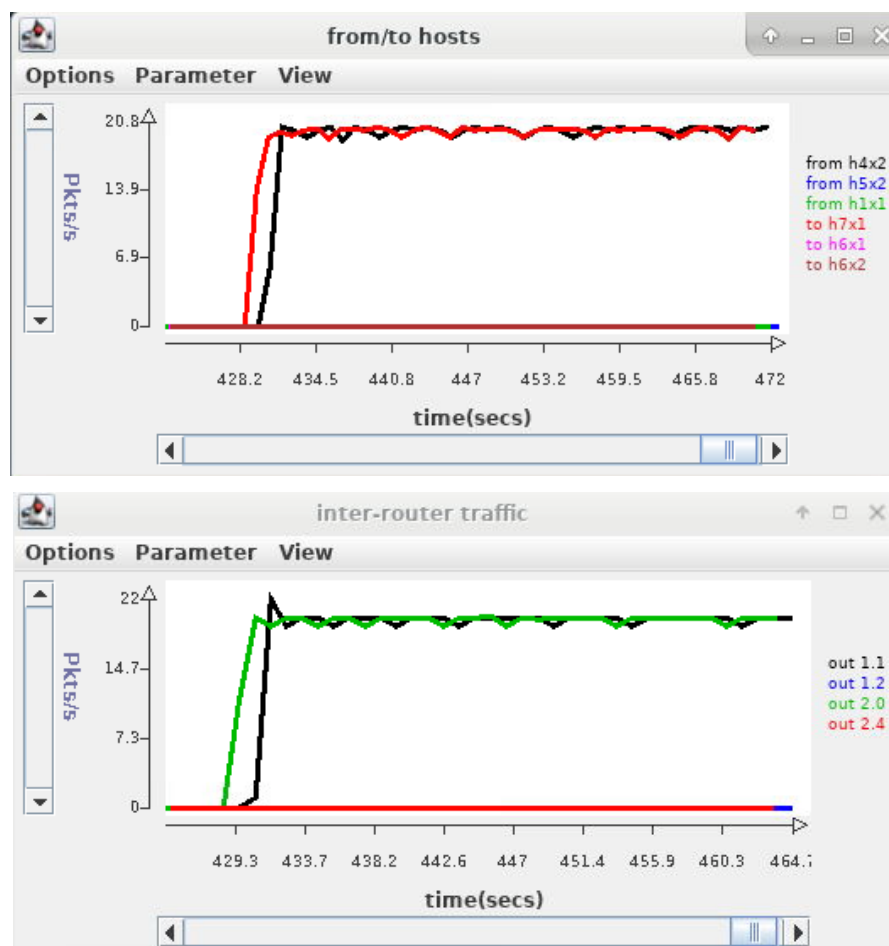 from/to hosts
Options Parameter View
20.8
13.9
6.9
0
Pkts/s
from h4x2
from h5x2
from h1x1
to h7x1
to h6x1
to h6x2
428.2 434.5 440.8 447 453.2 459.5 465.8 472
time(secs)
inter-router traffic
Options Parameter View
22
14.7
7.3
0
Pkts/s
out 1.1
out 1.2
out 2.0
out 2.4
429.3 433.7 438.2 442.6 447 451.4 455.9 460.3 464.7
time(secs)